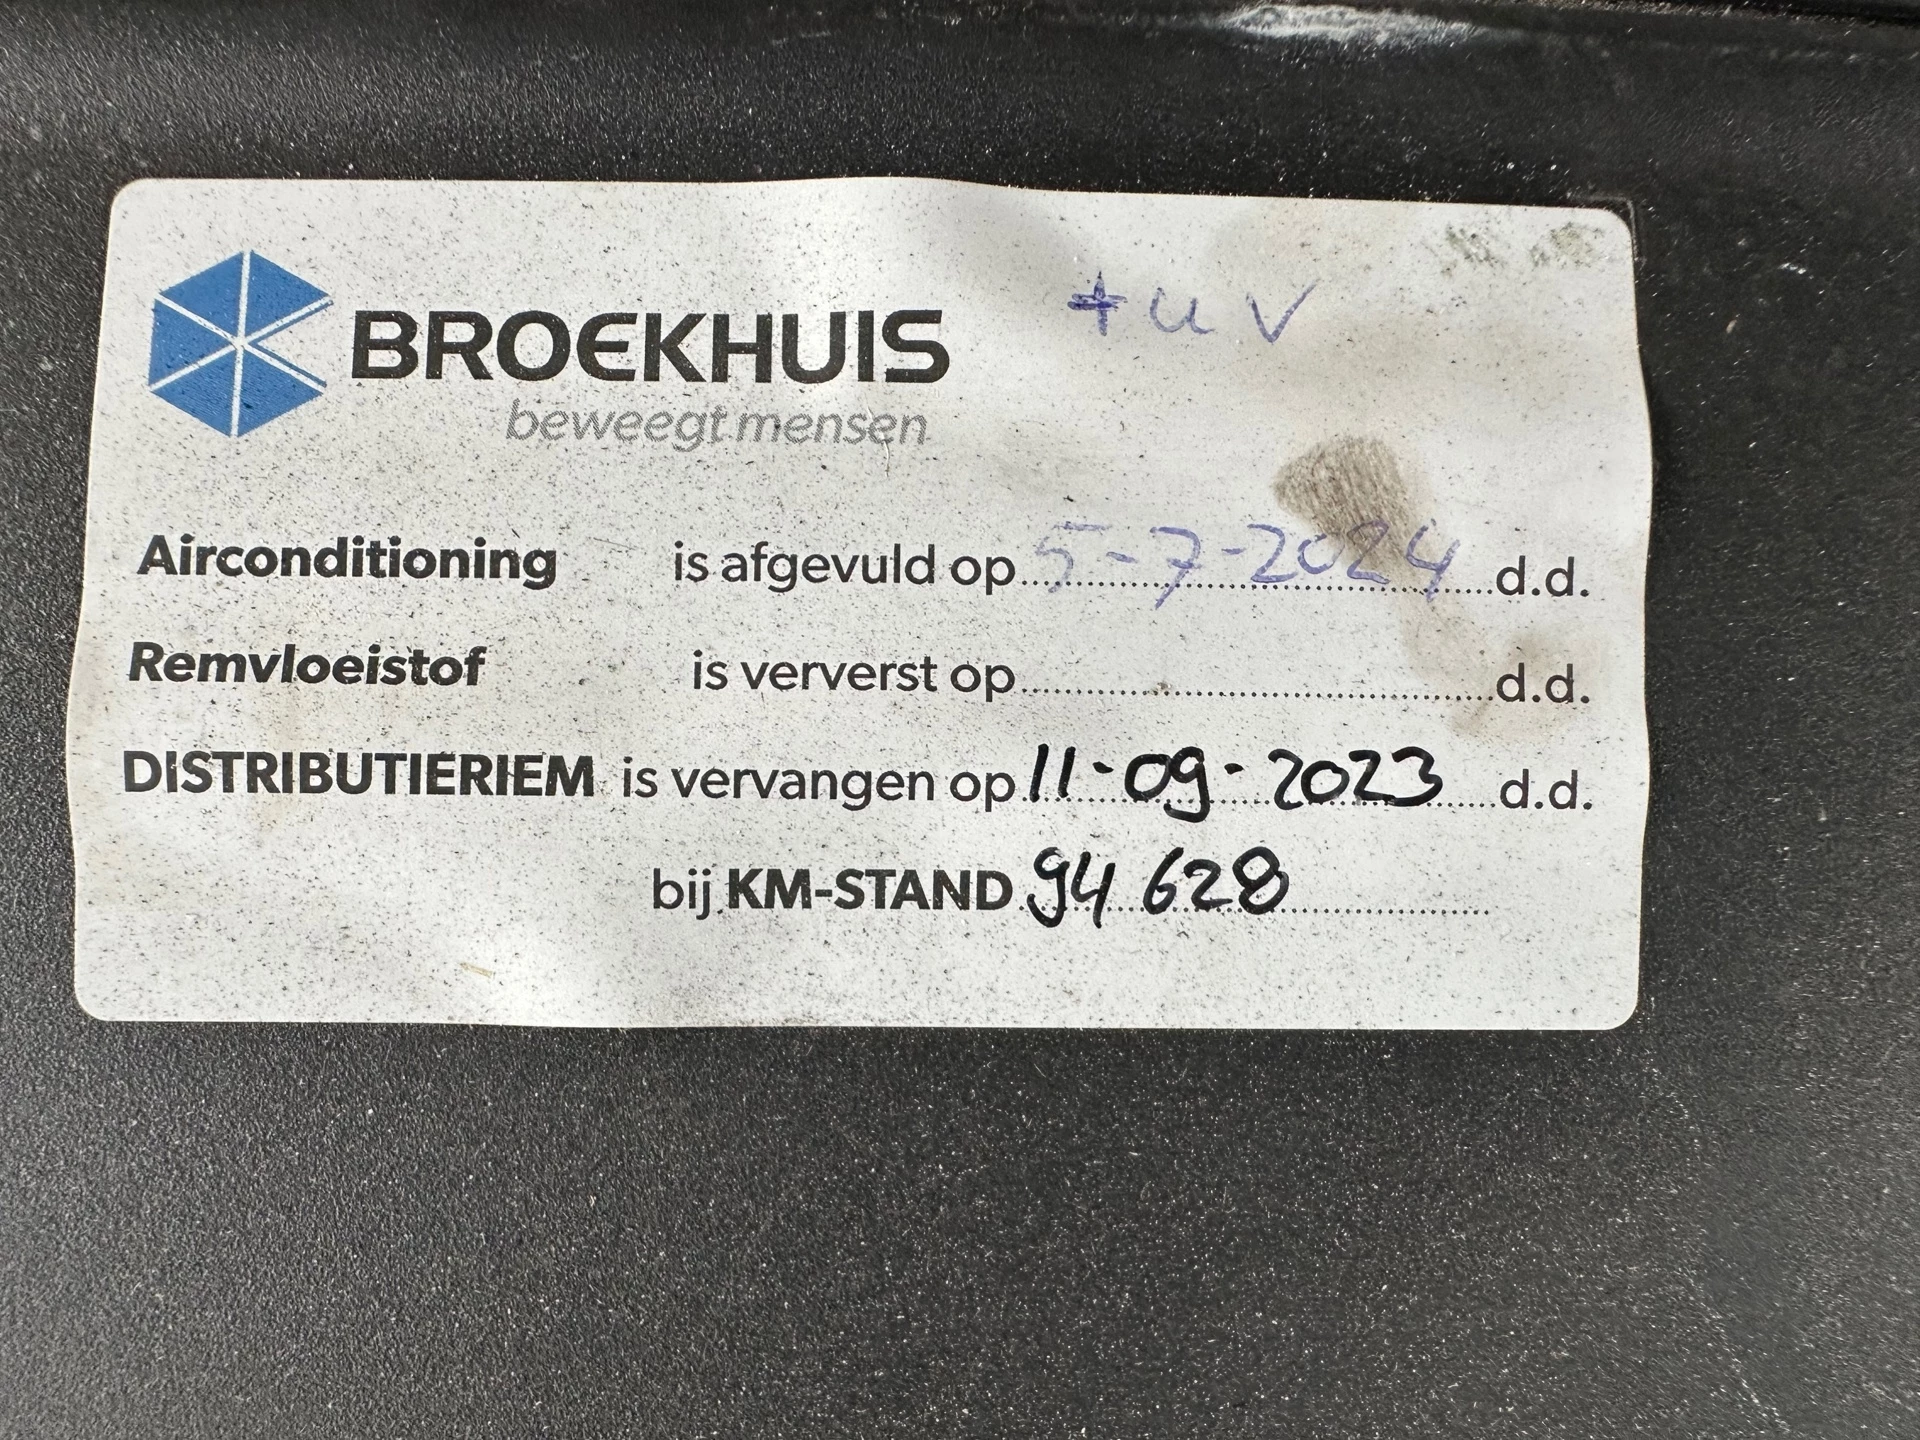 BROEKHUIS + u V
beweegt mensen
Airconditioning is afgevuld op 5-7-2024 d.d.
Remvloeistof is ververst op d.d.
DISTRIBUTIERIEM is vervangen op 11-09-2023 d.d.
bij KM-STAND 94 628